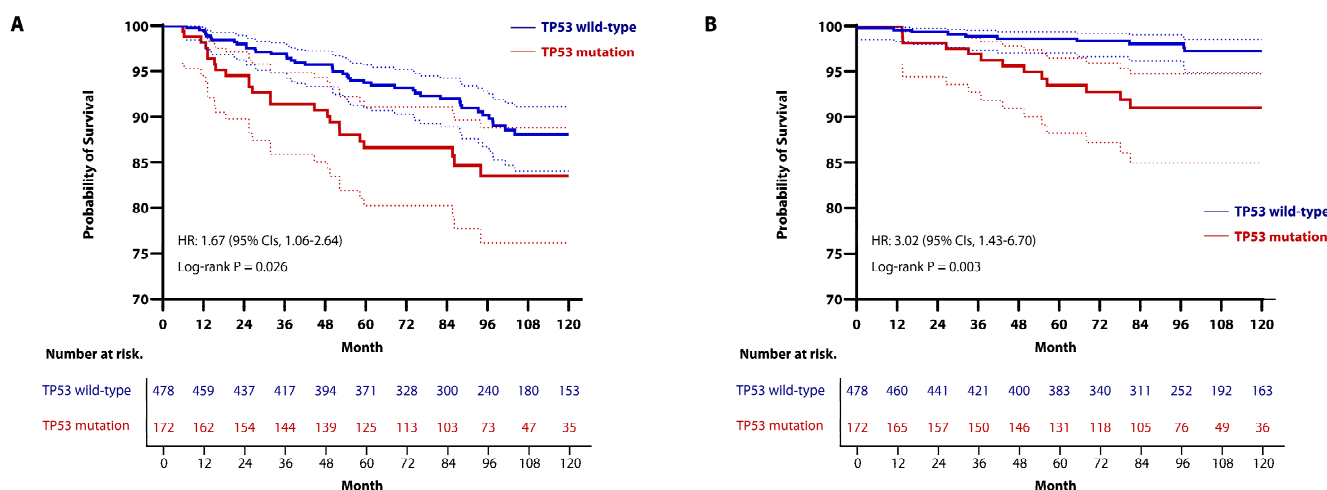 A
100
95
90
85
80
75
70
Probability of Survival
TP53 wild-type
TP53 mutation
HR: 1.67 (95% CIs, 1.06-2.64)
Log-rank P = 0.026
0 12 24 36 48 60 72 84 96 108 120
Month
Number at risk.
TP53 wild-type 478 459 437 417 394 371 328 300 240 180 153
TP53 mutation 172 162 154 144 139 125 113 103 73 47 35
0 12 24 36 48 60 72 84 96 108 120
Month
B
100
95
90
85
80
75
70
Probability of Survival
TP53 wild-type
TP53 mutation
HR: 3.02 (95% CIs, 1.43-6.70)
Log-rank P = 0.003
0 12 24 36 48 60 72 84 96 108 120
Month
Number at risk.
TP53 wild-type 478 460 441 421 400 383 340 311 252 192 163
TP53 mutation 172 165 157 150 146 131 118 105 76 49 36
0 12 24 36 48 60 72 84 96 108 120
Month